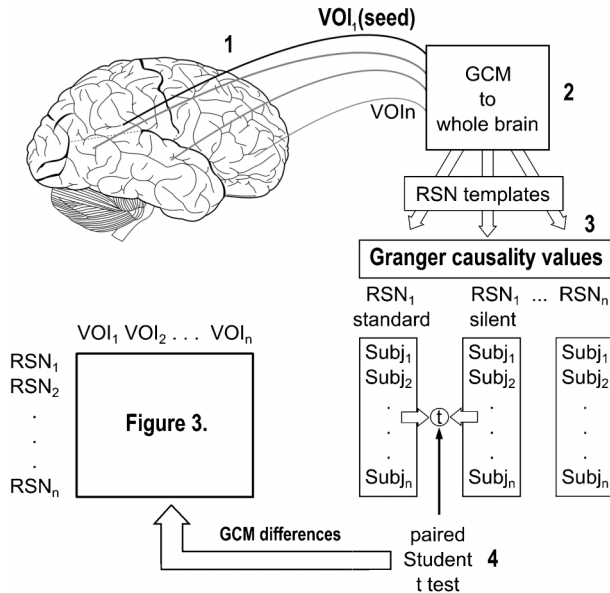 VOI₁(seed)
1
GCM
to
whole brain
2
VOIn
RSN templates
3
Granger causality values
RSN₁ RSN₁ ... RSNₙ
standard silent
Subj₁ Subj₁ Subj₁
Subj₂ Subj₂ Subj₂
. . .
. t . .
. . .
Subjₙ Subjₙ Subjₙ
VOI₁ VOI₂ . . . VOIₙ
RSN₁
RSN₂
.
.
.
RSNₙ
Figure 3.
GCM differences
paired
Student 4
t test